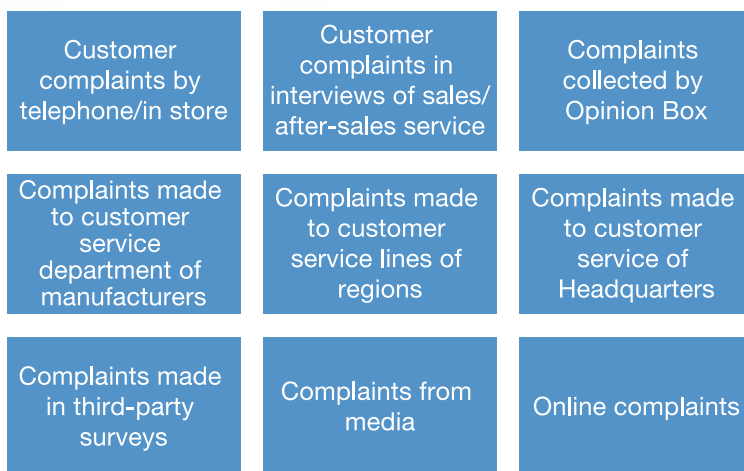 Customer
complaints by
telephone/in store
Customer
complaints in
interviews of sales/
after-sales service
Complaints
collected by
Opinion Box
Complaints made
to customer
service
department of
manufacturers
Complaints made
to customer
service lines of
regions
Complaints made
to customer
service of
Headquarters
Complaints made
in third-party
surveys
Complaints from
media
Online complaints